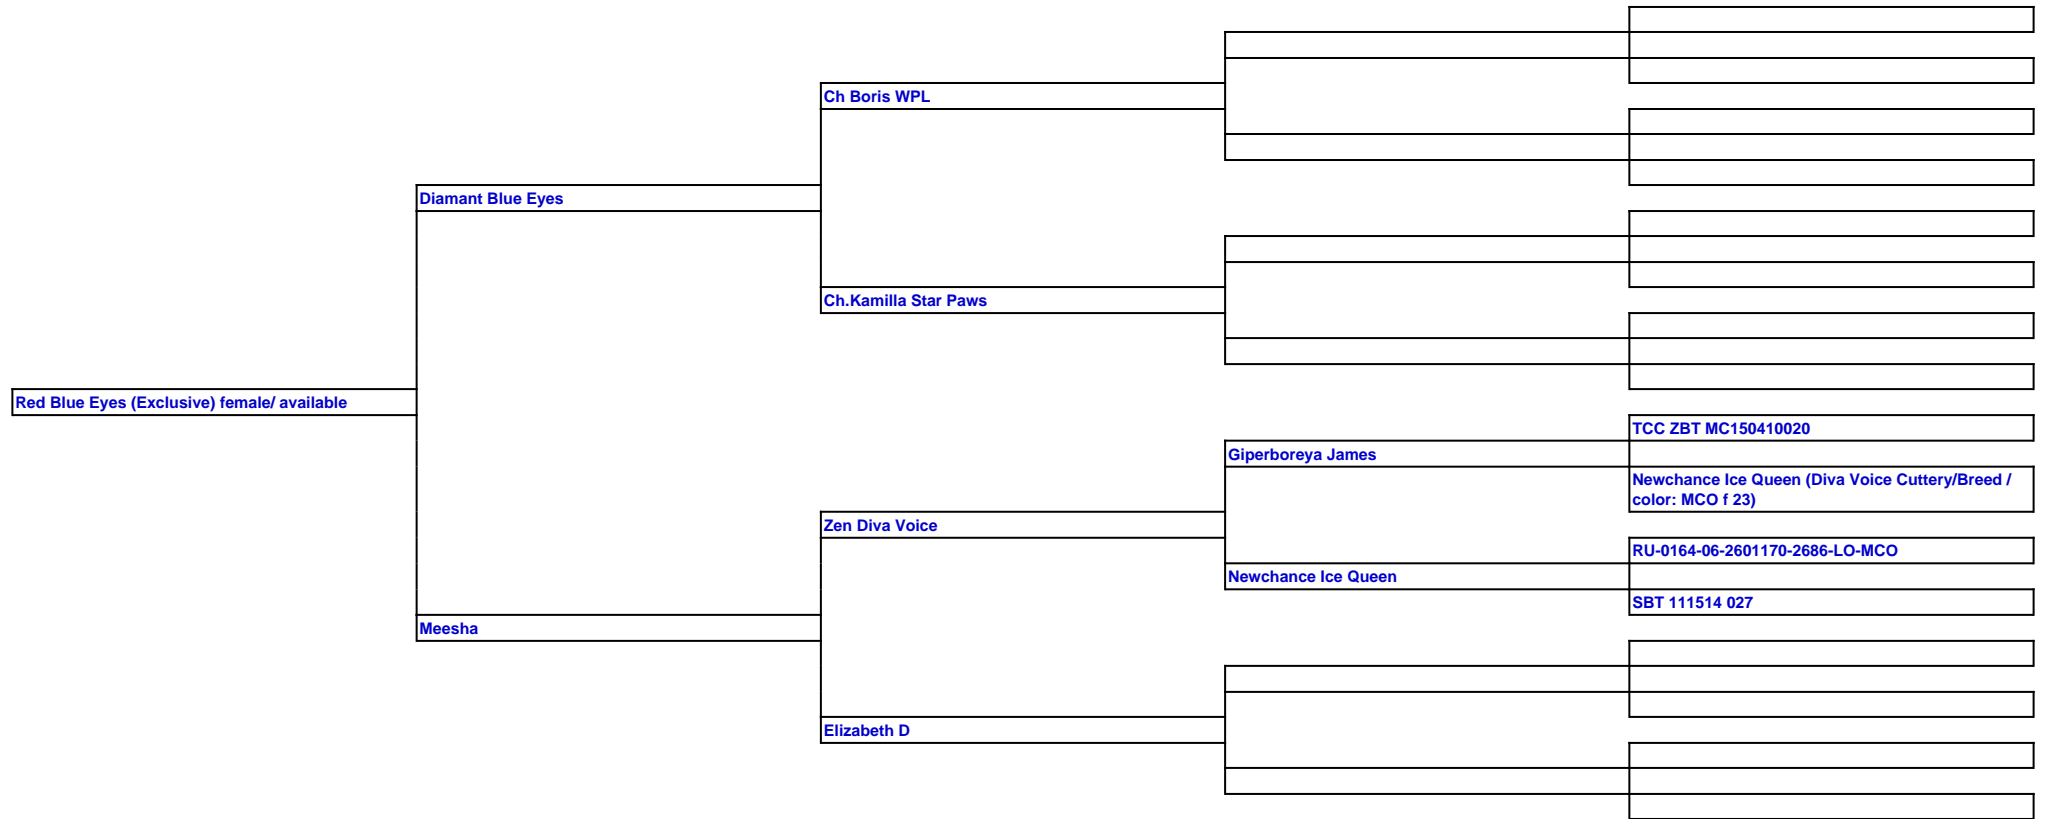 Ch Boris WPL
Diamant Blue Eyes
Ch.Kamilla Star Paws
Red Blue Eyes (Exclusive) female/ available
TCC ZBT MC150410020
Giperboreya James
Newchance Ice Queen (Diva Voice Cuttery/Breed /
color: MCO f 23)
Zen Diva Voice
RU-0164-06-2601170-2686-LO-MCO
Newchance Ice Queen
SBT 111514 027
Meesha
Elizabeth D